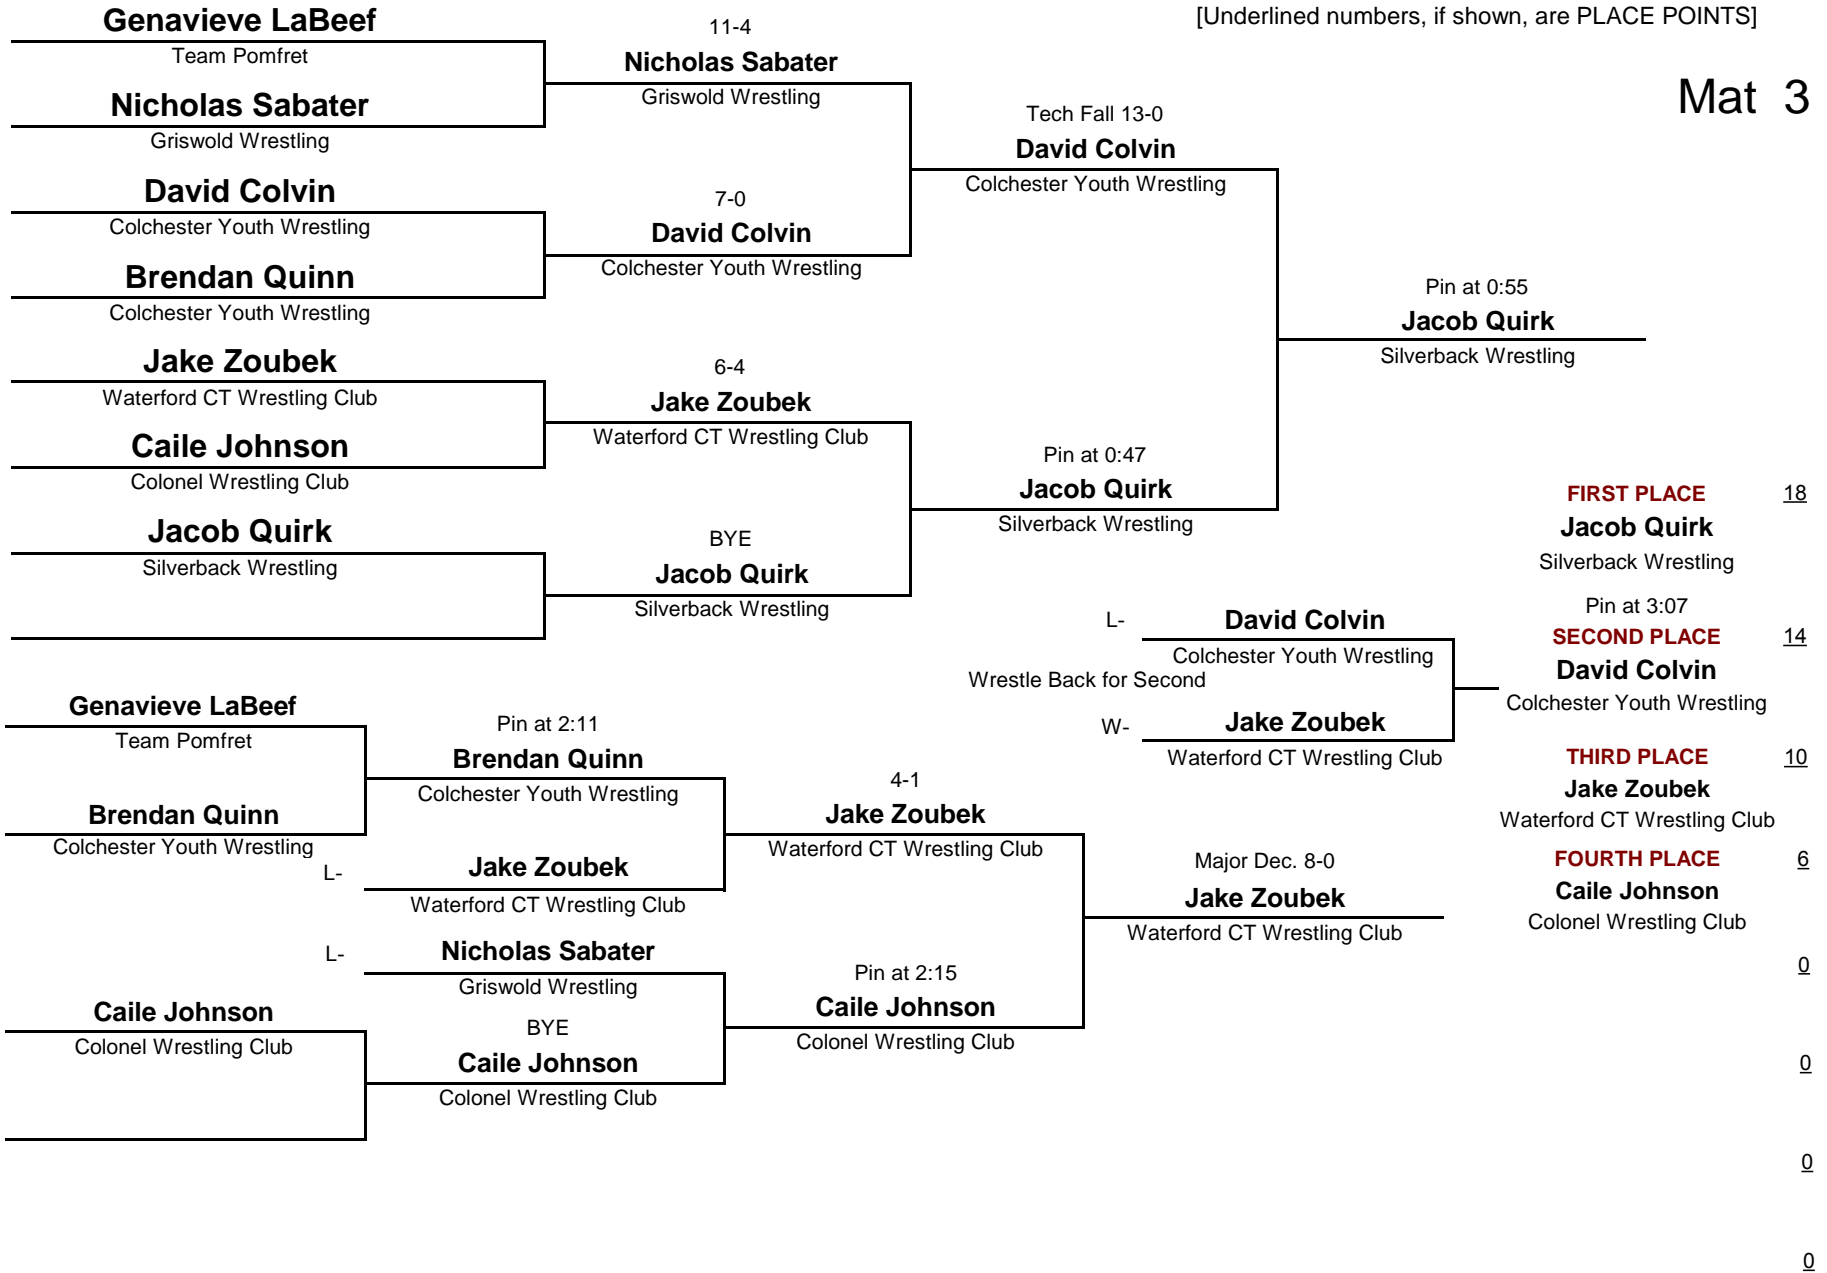 [Underlined numbers, if shown, are PLACE POINTS]
Mat 3
Genavieve LaBeef
Team Pomfret
Nicholas Sabater
Griswold Wrestling
David Colvin
Colchester Youth Wrestling
Brendan Quinn
Colchester Youth Wrestling
Jake Zoubek
Waterford CT Wrestling Club
Caile Johnson
Colonel Wrestling Club
Jacob Quirk
Silverback Wrestling
11-4
Nicholas Sabater
Griswold Wrestling
7-0
David Colvin
Colchester Youth Wrestling
6-4
Jake Zoubek
Waterford CT Wrestling Club
BYE
Jacob Quirk
Silverback Wrestling
Tech Fall 13-0
David Colvin
Colchester Youth Wrestling
Pin at 0:47
Jacob Quirk
Silverback Wrestling
Pin at 0:55
Jacob Quirk
Silverback Wrestling
Genavieve LaBeef
Team Pomfret
Brendan Quinn
Colchester Youth Wrestling
Caile Johnson
Colonel Wrestling Club
Pin at 2:11
Brendan Quinn
Colchester Youth Wrestling
L-
Jake Zoubek
Waterford CT Wrestling Club
L-
Nicholas Sabater
Griswold Wrestling
BYE
Caile Johnson
Colonel Wrestling Club
4-1
Jake Zoubek
Waterford CT Wrestling Club
Pin at 2:15
Caile Johnson
Colonel Wrestling Club
Major Dec. 8-0
Jake Zoubek
Waterford CT Wrestling Club
L-
David Colvin
Colchester Youth Wrestling
Wrestle Back for Second
W-
Jake Zoubek
Waterford CT Wrestling Club
FIRST PLACE 18
Jacob Quirk
Silverback Wrestling
Pin at 3:07
SECOND PLACE 14
David Colvin
Colchester Youth Wrestling
THIRD PLACE 10
Jake Zoubek
Waterford CT Wrestling Club
FOURTH PLACE 6
Caile Johnson
Colonel Wrestling Club
0
0
0
0